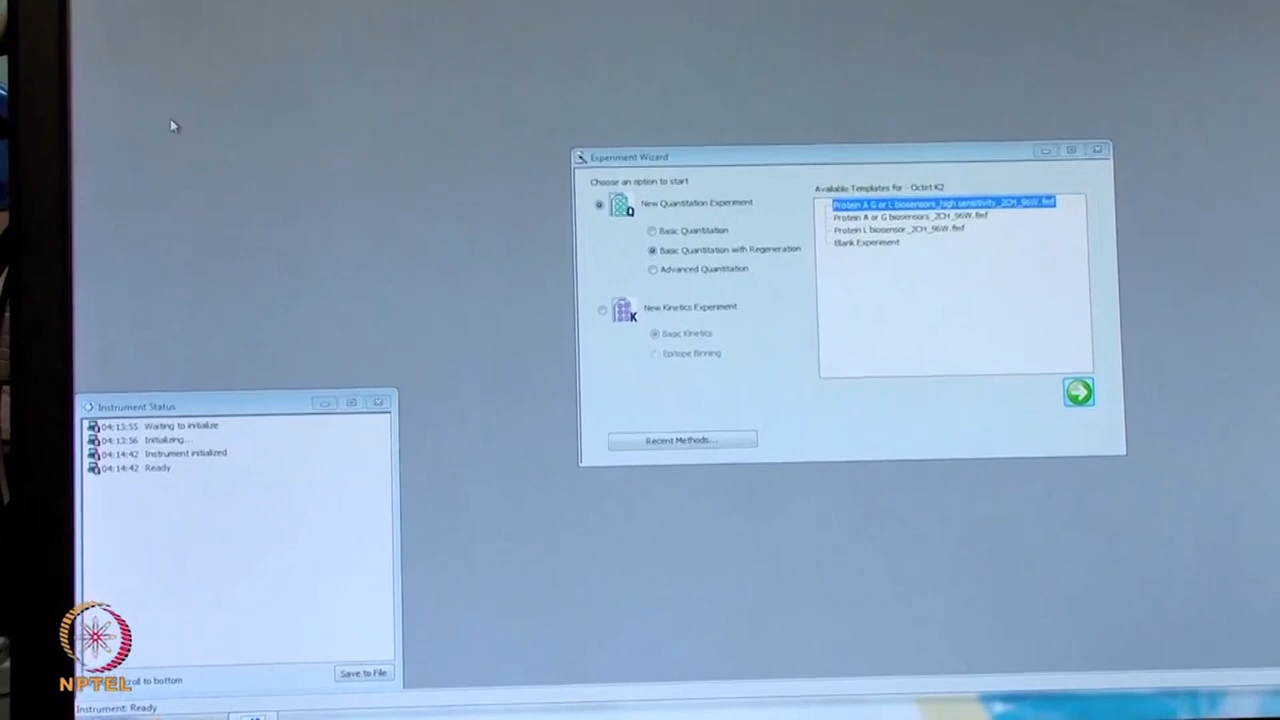 Experiment Wizard
Choose an option to start
New Quantitation Experiment
Basic Quantitation
Basic Quantitation with Regeneration
Advanced Quantitation
New Kinetics Experiment
Basic Kinetics
Epitope Binning
Recent Methods...
Available Templates for - Octet K2
Protein A G or L biosensors_high sensitivity_2CH_96W.fmf
Protein A or G biosensors_2CH_96W.fmf
Protein L biosensor_2CH_96W.fmf
Blank Experiment
Instrument Status
04:13:55 Waiting to initialize
04:13:56 Initializing...
04:14:42 Instrument initialized
04:14:42 Ready
to bottom
Save to File
Instrument: Ready
NPTEL